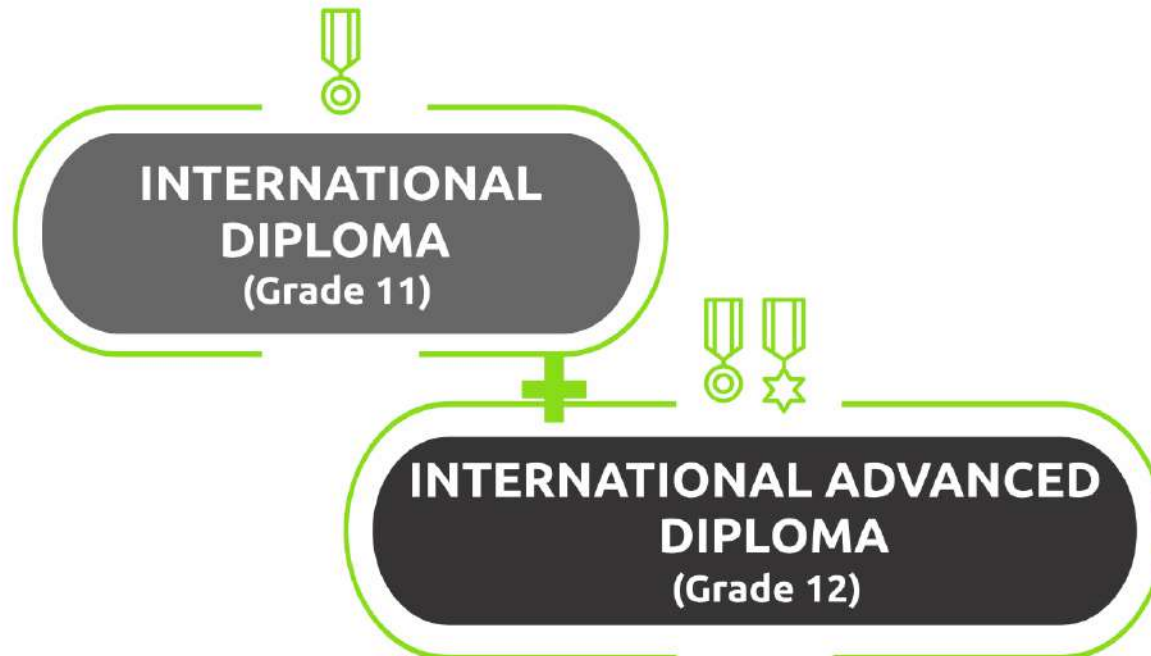 INTERNATIONAL
DIPLOMA
(Grade 11)
INTERNATIONAL ADVANCED
DIPLOMA
(Grade 12)